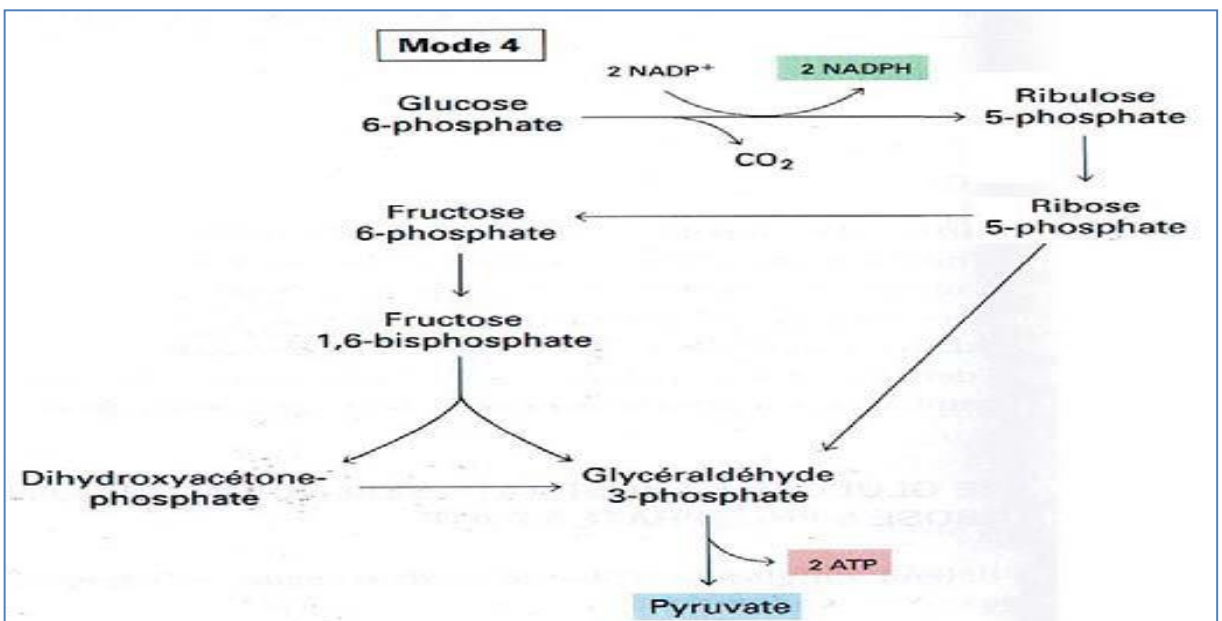 Mode 4
2 NADP⁺
2 NADPH
Glucose
6-phosphate
CO₂
Ribulose
5-phosphate
Fructose
6-phosphate
Ribose
5-phosphate
Fructose
1,6-bisphosphate
Dihydroxyacétone-
phosphate
Glycéraldéhyde
3-phosphate
2 ATP
Pyruvate